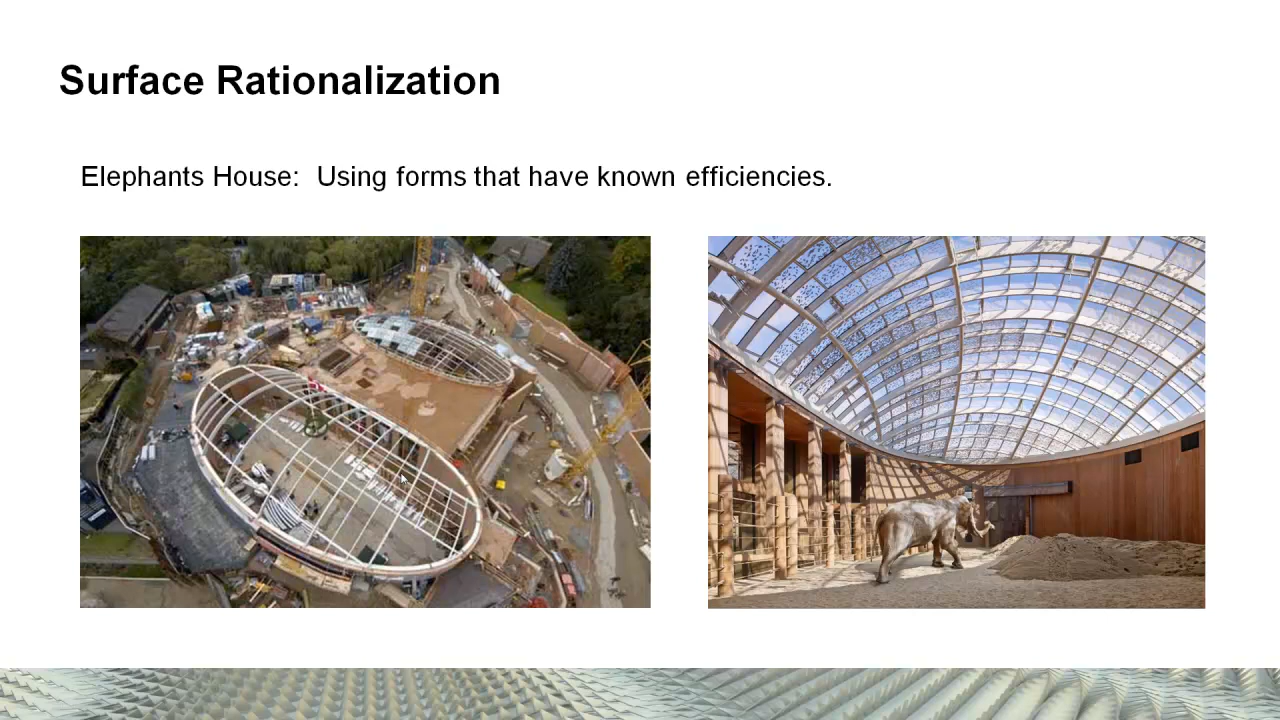 Surface Rationalization
Elephants House:  Using forms that have known efficiencies.